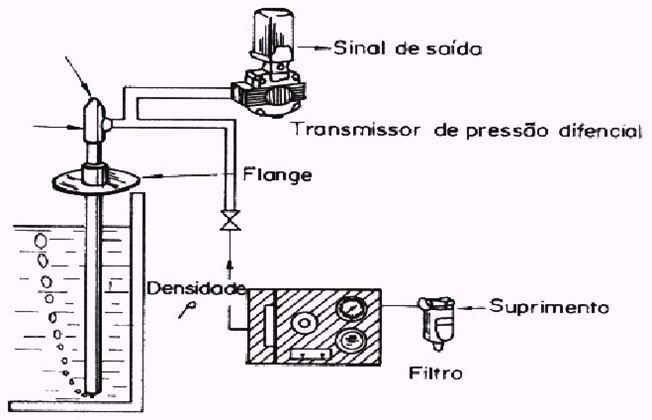 Sinal de saída
Transmissor de pressão difencial
Flange
Densidade
ρ
Suprimento
Filtro